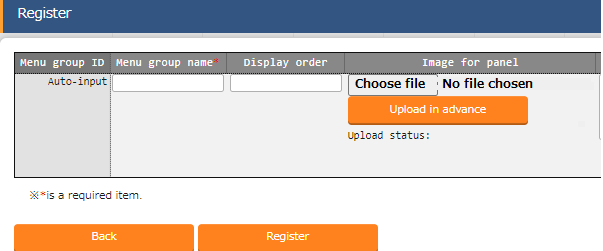 Register
Menu group ID Menu group name* Display order Image for panel
Auto-input Choose file No file chosen
Upload in advance
Upload status:
※*is a required item.
Back Register